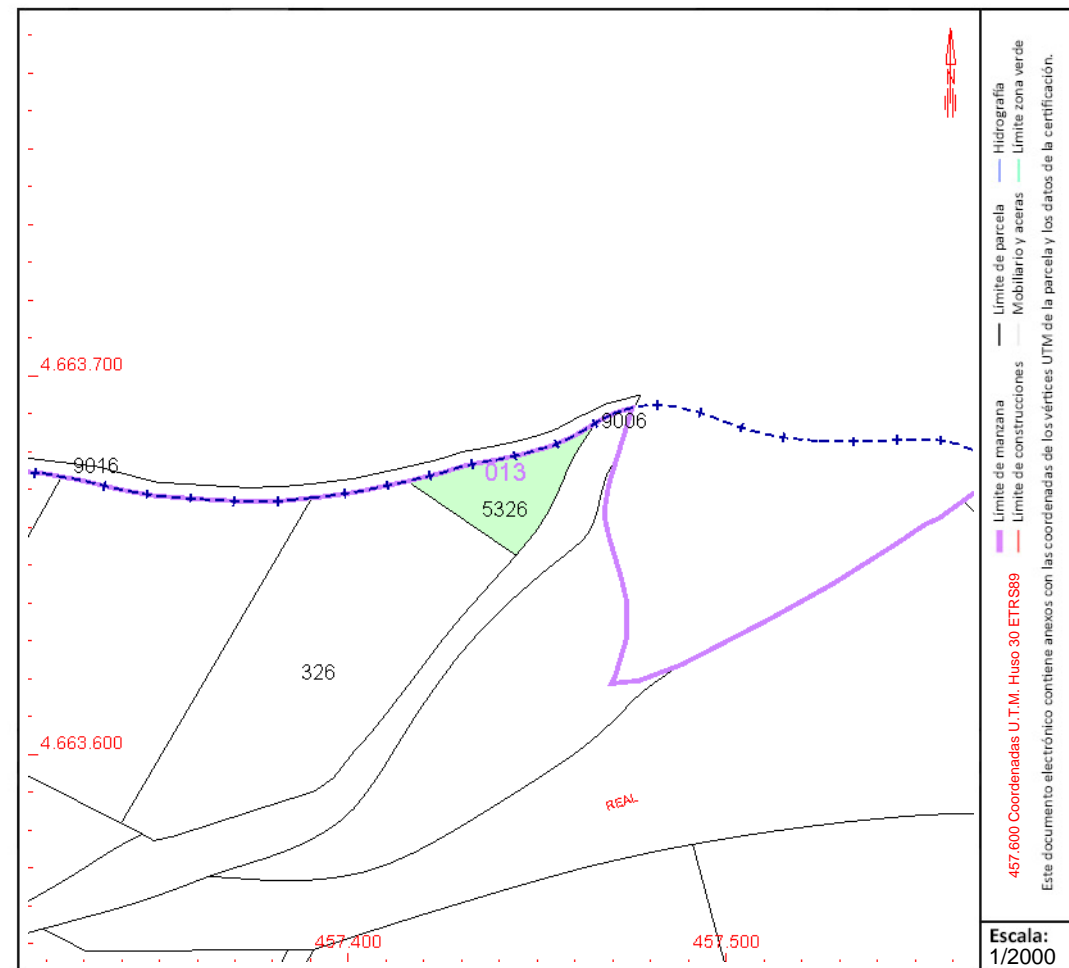 N
4.663.700
9016
013
9006
5326
326
4.663.600
REAL
457.400
457.500
Límite de manzana
Límite de parcela
Hidrografía
Límite de construcciones
Mobiliario y aceras
Límite zona verde
457.600 Coordenadas U.T.M. Huso 30 ETRS89
Este documento electrónico contiene anexos con las coordenadas de los vértices UTM de la parcela y los datos de la certificación.
Escala:
1/2000